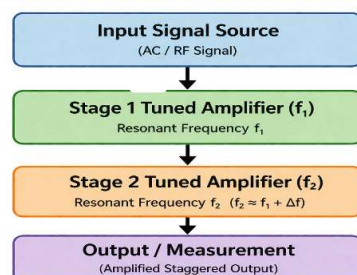 Input Signal Source
(AC / RF Signal)
Stage 1 Tuned Amplifier (f₁)
Resonant Frequency f₁
Stage 2 Tuned Amplifier (f₂)
Resonant Frequency f₂ (f₂ ≈ f₁ + Δf)
Output / Measurement
(Amplified Staggered Output)